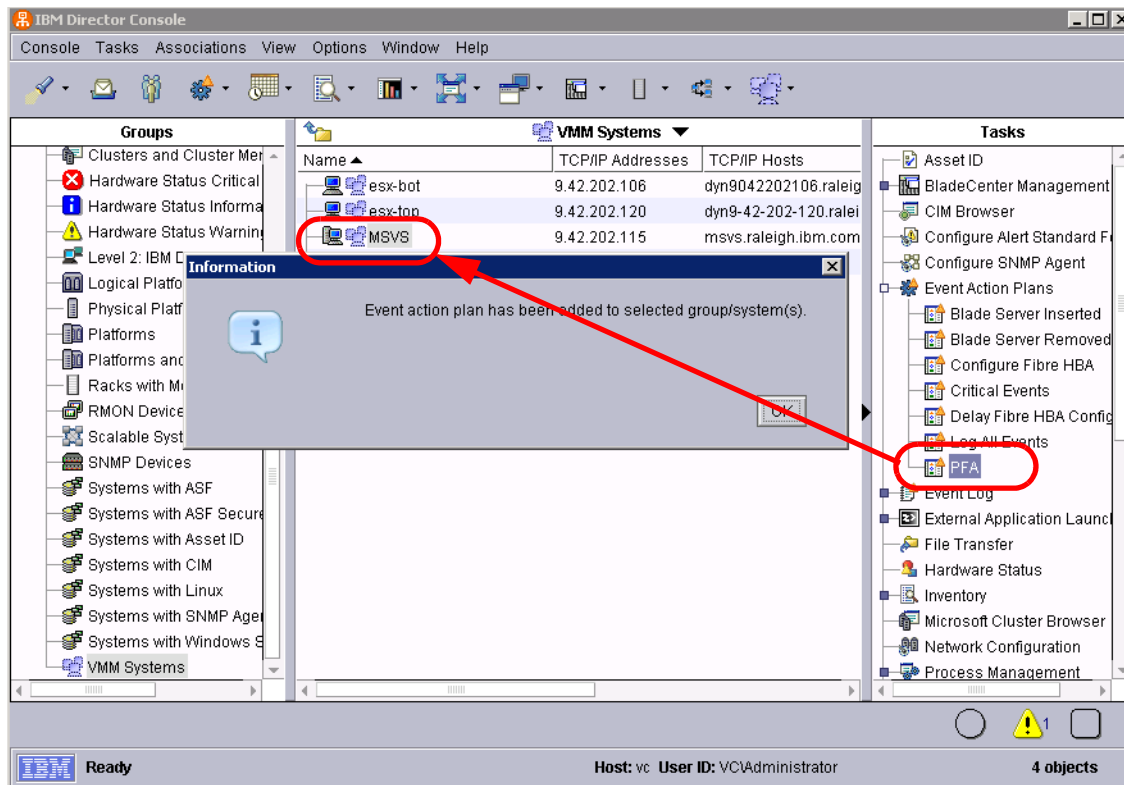 IBM Director Console
Console Tasks Associations View Options Window Help
Groups
Clusters and Cluster Mer
Hardware Status Critical
Hardware Status Informa
Hardware Status Warnin
Level 2: IBM D
Logical Platfo
Physical Platf
Platforms
Platforms and
Racks with M
RMON Device
Scalable Syst
SNMP Devices
Systems with ASF
Systems with ASF Secure
Systems with Asset ID
Systems with CIM
Systems with Linux
Systems with SNMP Age
Systems with Windows S
VMM Systems
VMM Systems
Name TCP/IP Addresses TCP/IP Hosts
esx-bot 9.42.202.106 dyn9042202106.raleig
esx-top 9.42.202.120 dyn9-42-202-120.ralei
MSVS 9.42.202.115 msvs.raleigh.ibm.com
Information
Event action plan has been added to selected group/system(s).
OK
Tasks
Asset ID
BladeCenter Management
CIM Browser
Configure Alert Standard F
Configure SNMP Agent
Event Action Plans
Blade Server Inserted
Blade Server Removed
Configure Fibre HBA
Critical Events
Delay Fibre HBA Config
Log All Events
PFA
Event Log
External Application Launcl
File Transfer
Hardware Status
Inventory
Microsoft Cluster Browser
Network Configuration
Process Management
1
IBM Ready Host: vc User ID: VC\Administrator 4 objects